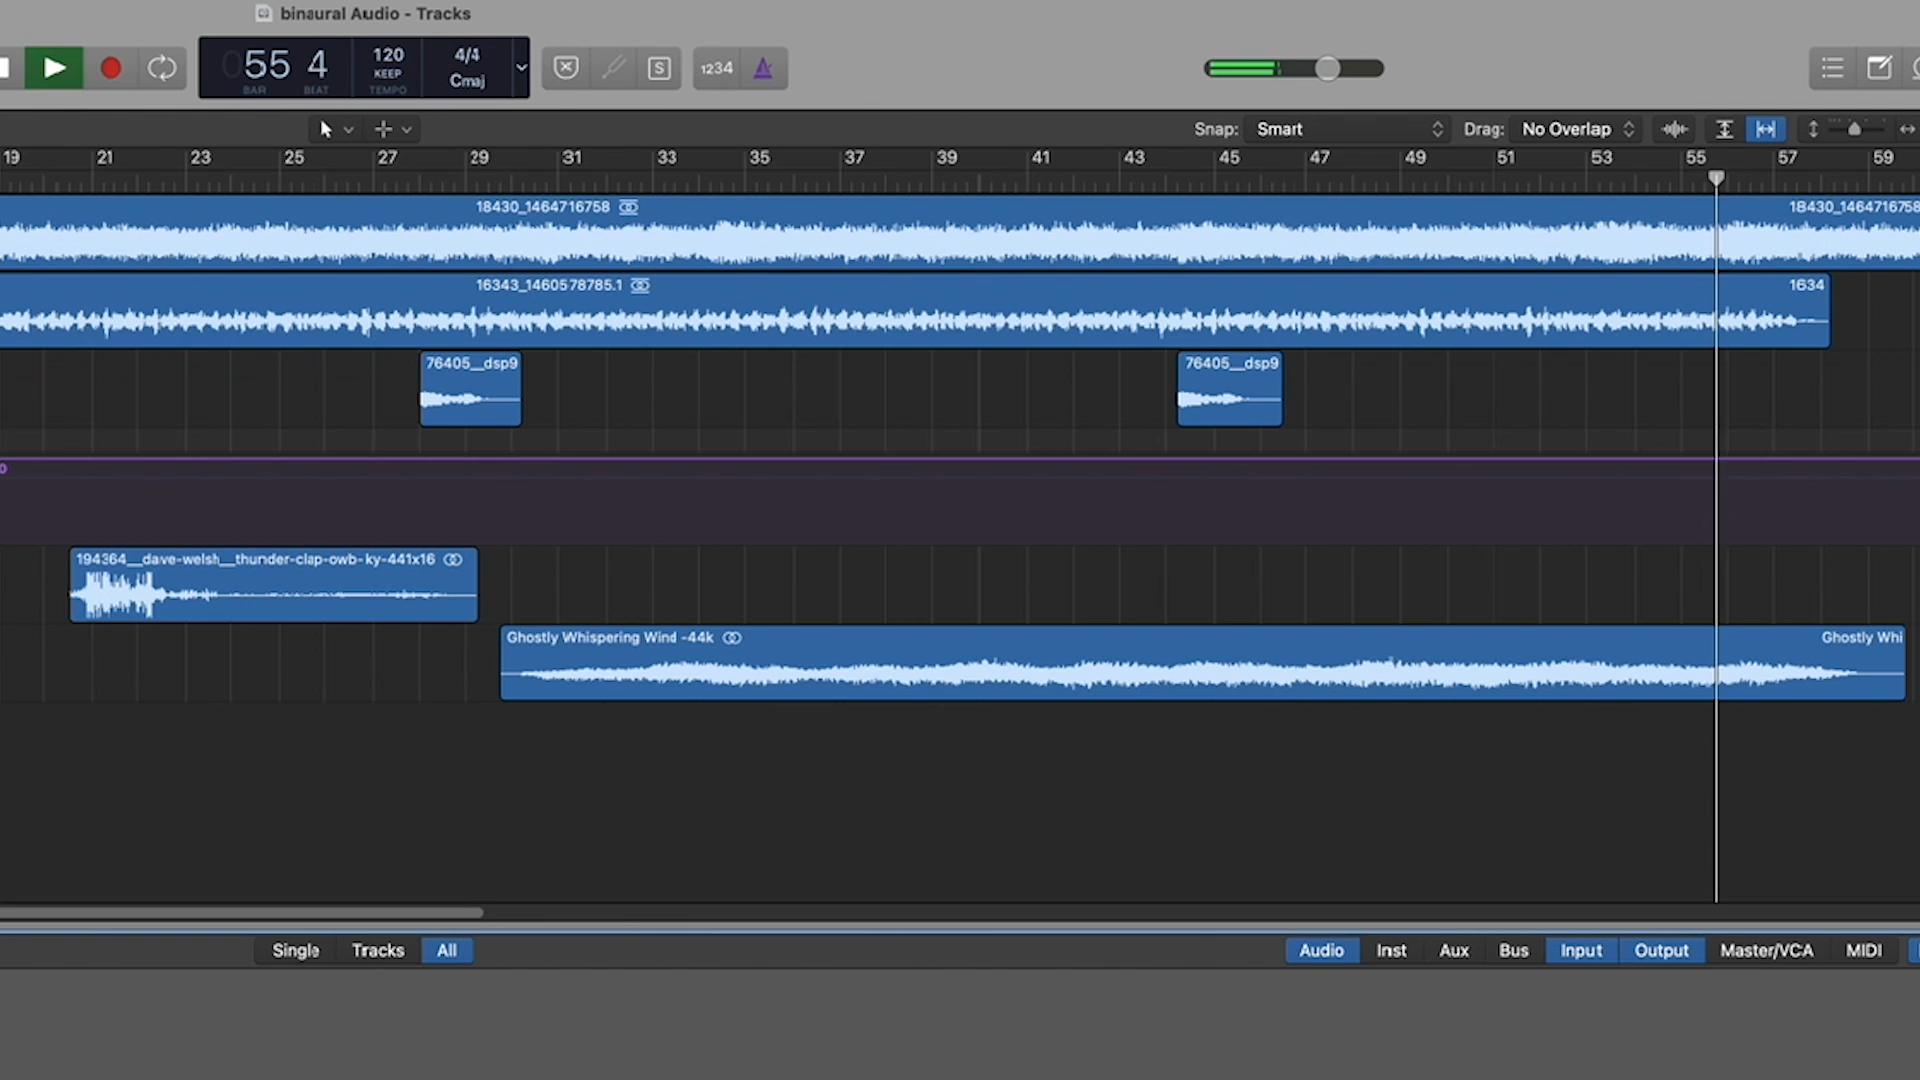 binaural Audio - Tracks
055 4
BAR BEAT
120
KEEP
TEMPO
4/4
Cmaj
S
1234
Snap: Smart
Drag: No Overlap
19 21 23 25 27 29 31 33 35 37 39 41 43 45 47 49 51 53 55 57 59
18430_1464716758 18430_1464716758
16343_1460578785.1 1634
76405__dsp9 76405__dsp9
0
194364__dave-welsh__thunder-clap-owb-ky-441x16
Ghostly Whispering Wind -44k Ghostly Whi
Single Tracks All
Audio Inst Aux Bus Input Output Master/VCA MIDI